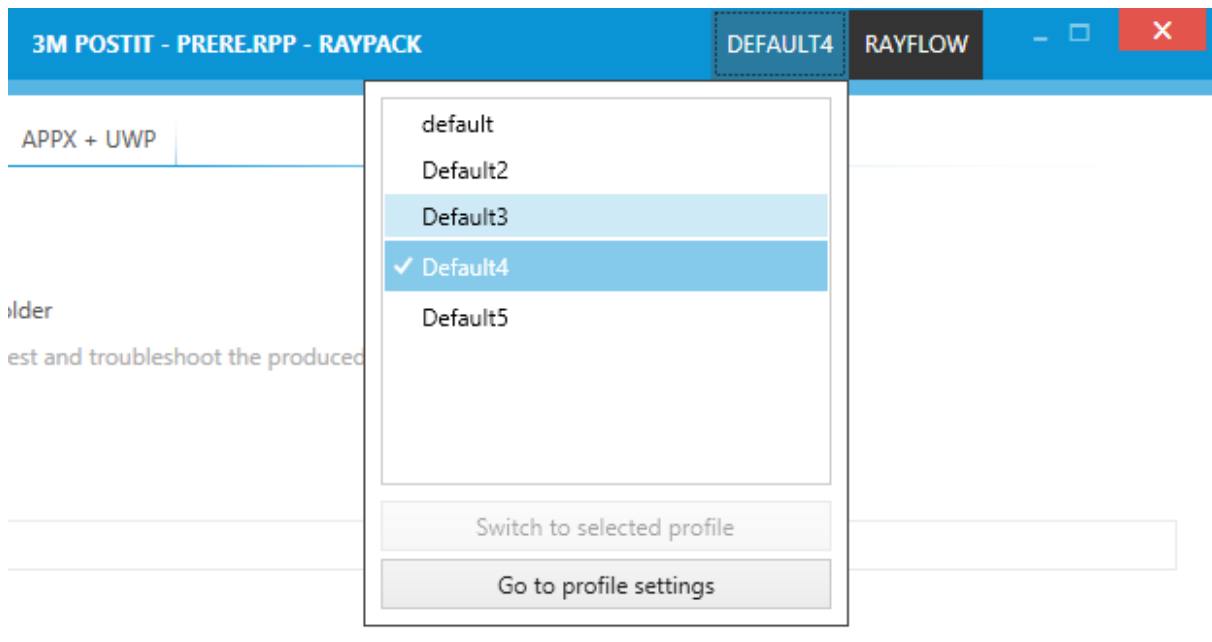 3M POSTIT - PRERE.RPP - RAYPACK
DEFAULT4
RAYFLOW
APPX + UWP
default
Default2
Default3
Default4
Default5
est and troubleshoot the produced
Switch to selected profile
Go to profile settings